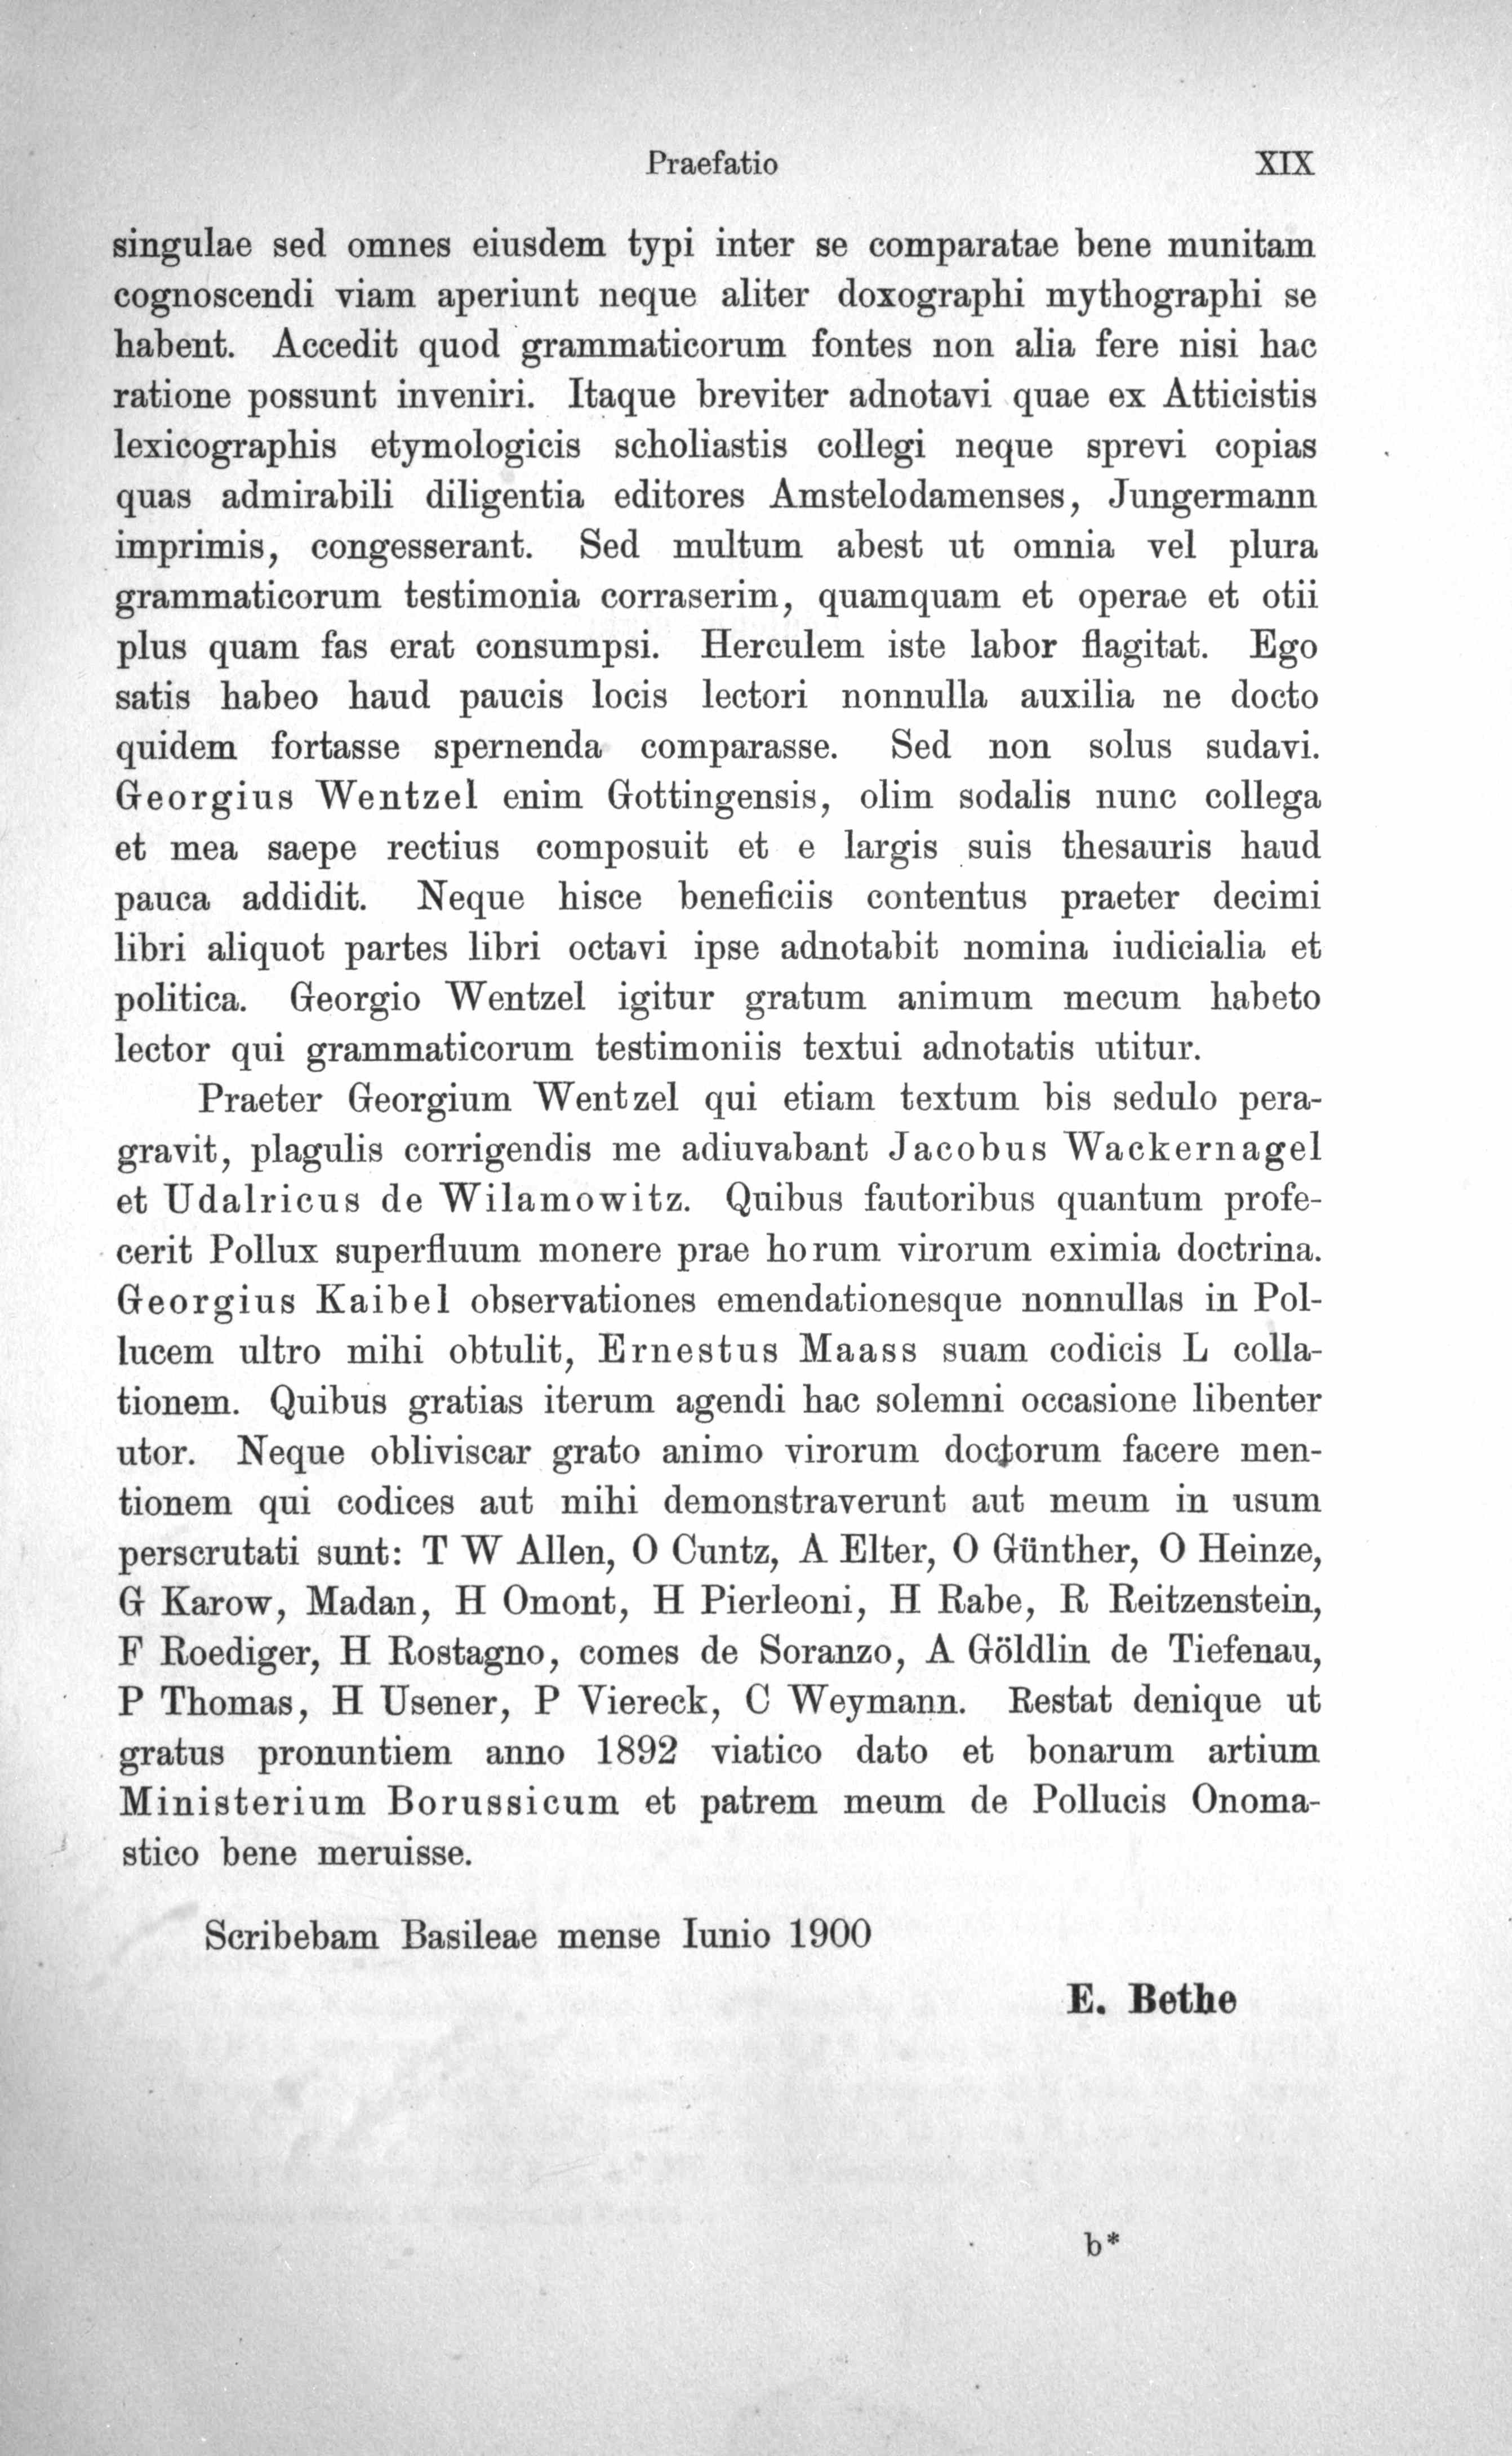 Praefatio XIX
singulae sed omnes eiusdem typi inter se comparatae bene munitam
cognoscendi viam aperiunt neque aliter doxographi mythographi se
habent. Accedit quod grammaticorum fontes non alia fere nisi hac
ratione possunt inveniri. Itaque breviter adnotavi quae ex Atticistis
lexicographis etymologicis scholiastis collegi neque sprevi copias
quas admirabili diligentia editores Amstelodamenses, Jungermann
imprimis, congesserant. Sed multum abest ut omnia vel plura
grammaticorum testimonia corraserim, quamquam et operae et otii
plus quam fas erat consumpsi. Herculem iste labor flagitat. Ego
satis habeo haud paucis locis lectori nonnulla auxilia ne docto
quidem fortasse spernenda comparasse. Sed non solus sudavi.
Georgius Wentzel enim Gottingensis, olim sodalis nunc collega
et mea saepe rectius composuit et e largis suis thesauris haud
pauca addidit. Neque hisce beneficiis contentus praeter decimi
libri aliquot partes libri octavi ipse adnotabit nomina iudicialia et
politica. Georgio Wentzel igitur gratum animum mecum habeto
lector qui grammaticorum testimoniis textui adnotatis utitur.
Praeter Georgium Wentzel qui etiam textum bis sedulo pera-
gravit, plagulis corrigendis me adiuvabant Jacobus Wackernagel
et Udalricus de Wilamowitz. Quibus fautoribus quantum profe-
cerit Pollux superfluum monere prae horum virorum eximia doctrina.
Georgius Kaibel observationes emendationesque nonnullas in Pol-
lucem ultro mihi obtulit, Ernestus Maass suam codicis L colla-
tionem. Quibus gratias iterum agendi hac solemni occasione libenter
utor. Neque obliviscar grato animo virorum doctorum facere men-
tionem qui codices aut mihi demonstraverunt aut meum in usum
perscrutati sunt: T W Allen, O Cuntz, A Elter, O Günther, O Heinze,
G Karow, Madan, H Omont, H Pierleoni, H Rabe, R Reitzenstein,
F Roediger, H Rostagno, comes de Soranzo, A Göldlin de Tiefenau,
P Thomas, H Usener, P Viereck, C Weymann. Restat denique ut
gratus pronuntiem anno 1892 viatico dato et bonarum artium
Ministerium Borussicum et patrem meum de Pollucis Onoma-
stico bene meruisse.
Scribebam Basileae mense Iunio 1900
E. Bethe
b*